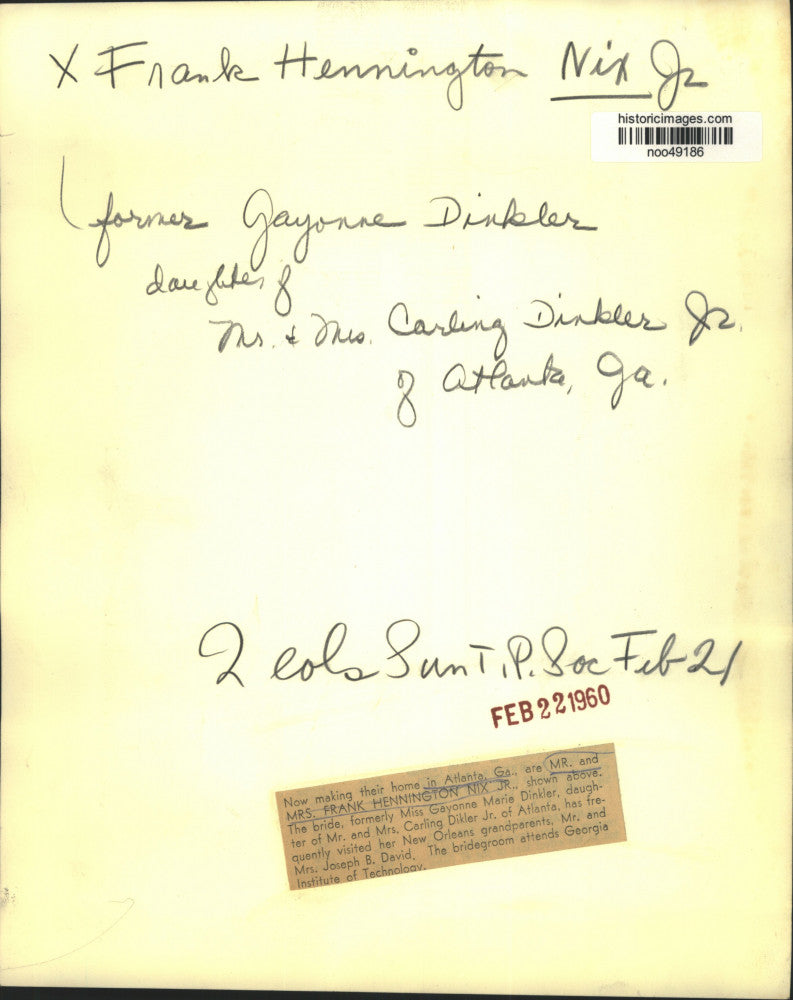 X Frank Hennington Nix Jr
historicimages.com
noo49186
former Gayonne Dinkler
daughter of
Mr. + Mrs. Carling Dinkler Jr.
of Atlanta, Ga.
2 cols Sun T.P. Soc Feb 21
FEB 22 1960
Now making their home in Atlanta, Ga., are MR. and
MRS. FRANK HENNINGTON NIX JR., shown above.
The bride, formerly Miss Gayonne Marie Dinkler, daugh-
ter of Mr. and Mrs. Carling Dikler Jr. of Atlanta, has fre-
quently visited her New Orleans grandparents, Mr. and
Mrs. Joseph B. David. The bridegroom attends Georgia
Institute of Technology.